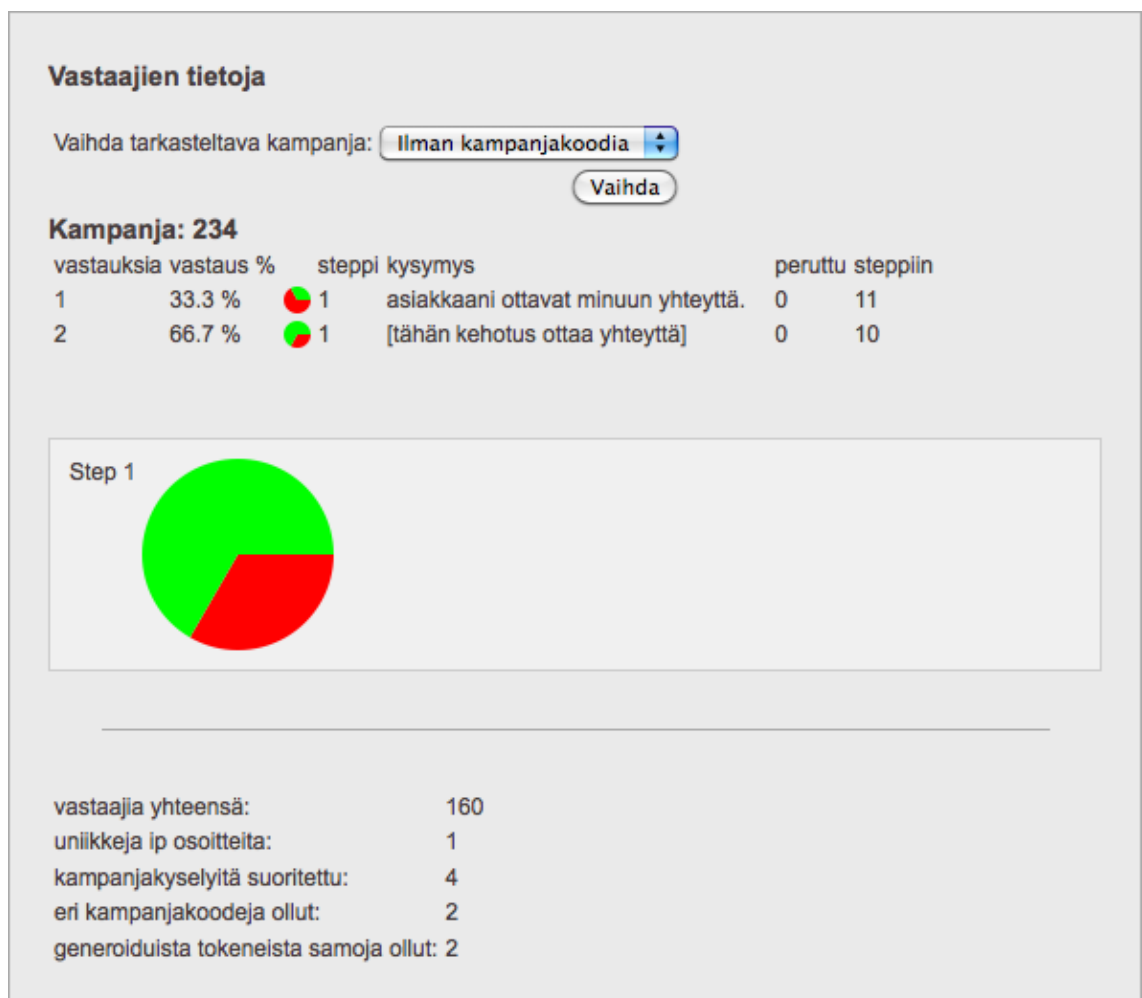 Vastaajien tietoja
Vaihda tarkasteltava kampanja: Ilman kampanjakoodia
Vaihda
Kampanja: 234
vastauksia vastaus % steppi kysymys peruttu steppiin
1 33.3 % 1 asiakkaani ottavat minuun yhteyttä. 0 11
2 66.7 % 1 [tähän kehotus ottaa yhteyttä] 0 10
Step 1
vastaajia yhteensä: 160
uniikkeja ip osoitteita: 1
kampanjakyselyitä suoritettu: 4
eri kampanjakoodeja ollut: 2
generoiduista tokeneista samoja ollut: 2